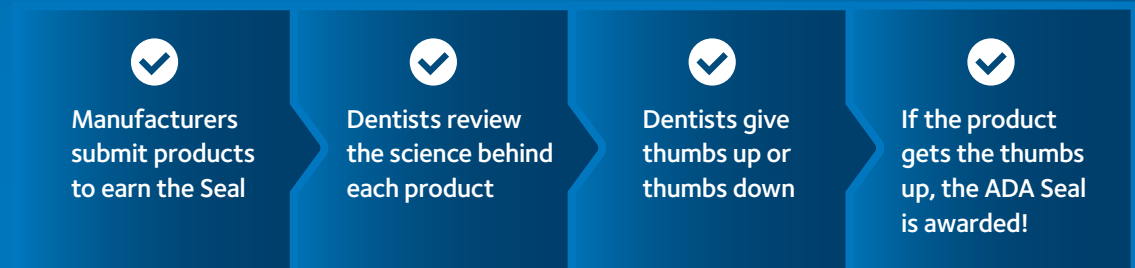 Manufacturers
submit products
to earn the Seal
Dentists review
the science behind
each product
Dentists give
thumbs up or
thumbs down
If the product
gets the thumbs
up, the ADA Seal
is awarded!